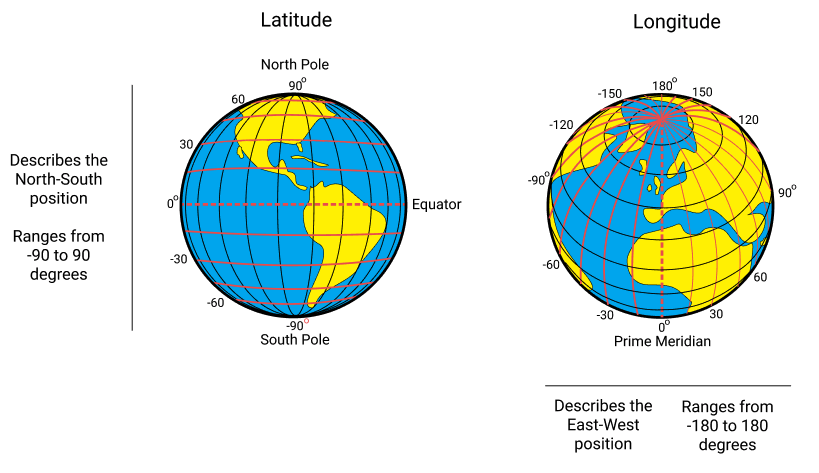 Latitude
North Pole
90°
60
30
0°
-30
-60
-90°
South Pole
Equator
Describes the
North-South
position
Ranges from
-90 to 90
degrees
Longitude
180°
-150
150
-120
120
-90°
90°
-60
60
-30
30
0°
Prime Meridian
Describes the
East-West
position
Ranges from
-180 to 180
degrees